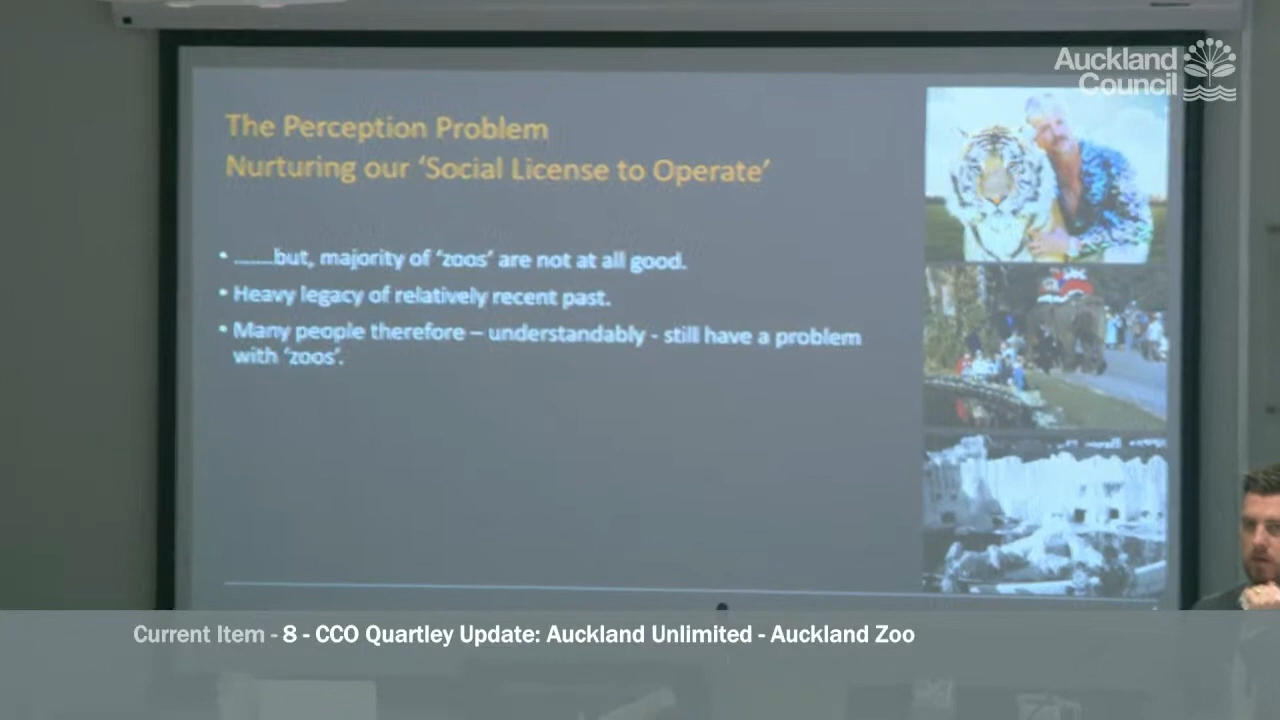 Auckland
Council
The Perception Problem
Nurturing our ‘Social License to Operate’
• ......but, majority of ‘zoos’ are not at all good.
• Heavy legacy of relatively recent past.
• Many people therefore – understandably - still have a problem
with ‘zoos’.
Current Item - 8 - CCO Quartley Update: Auckland Unlimited - Auckland Zoo